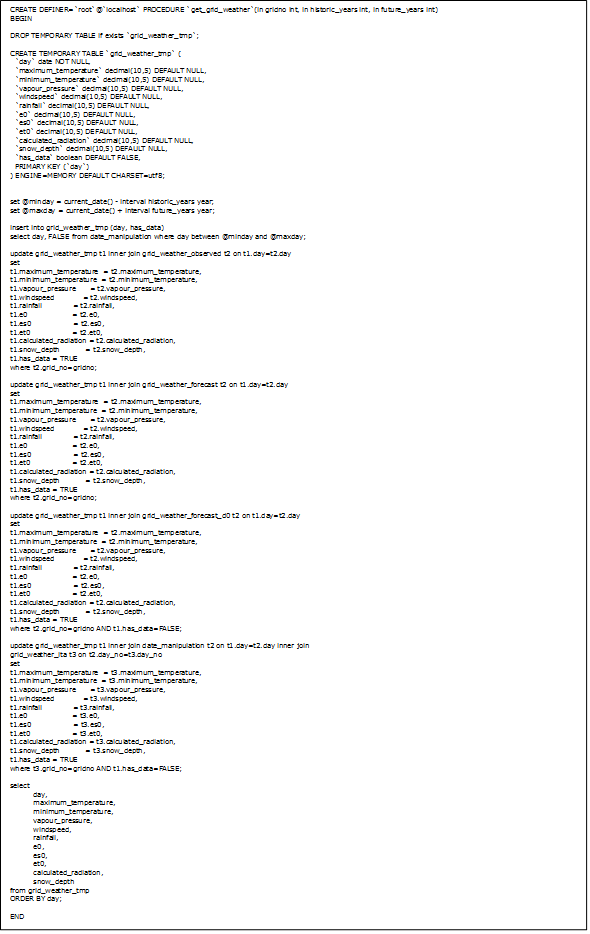 CREATE DEFINER=`root`@`localhost` PROCEDURE `get_grid_weather`(in gridno int, in historic_years int, in future_years int)
BEGIN
DROP TEMPORARY TABLE if exists `grid_weather_tmp`;
CREATE TEMPORARY TABLE `grid_weather_tmp` (
`day` date NOT NULL,
`maximum_temperature` decimal(10,5) DEFAULT NULL,
`minimum_temperature` decimal(10,5) DEFAULT NULL,
`vapour_pressure` decimal(10,5) DEFAULT NULL,
`windspeed` decimal(10,5) DEFAULT NULL,
`rainfall` decimal(10,5) DEFAULT NULL,
`e0` decimal(10,5) DEFAULT NULL,
`es0` decimal(10,5) DEFAULT NULL,
`et0` decimal(10,5) DEFAULT NULL,
`calculated_radiation` decimal(10,5) DEFAULT NULL,
`snow_depth` decimal(10,5) DEFAULT NULL,
`has_data` boolean DEFAULT FALSE,
PRIMARY KEY (`day`)
) ENGINE=MEMORY DEFAULT CHARSET=utf8;
set @minday = current_date() - interval historic_years year;
set @maxday = current_date() + interval future_years year;
insert into grid_weather_tmp (day, has_data)
select day, FALSE from date_manipulation where day between @minday and @maxday;
update grid_weather_tmp t1 inner join grid_weather_observed t2 on t1.day=t2.day
set
t1.maximum_temperature = t2.maximum_temperature,
t1.minimum_temperature = t2.minimum_temperature,
t1.vapour_pressure = t2.vapour_pressure,
t1.windspeed = t2.windspeed,
t1.rainfall = t2.rainfall,
t1.e0 = t2.e0,
t1.es0 = t2.es0,
t1.et0 = t2.et0,
t1.calculated_radiation = t2.calculated_radiation,
t1.snow_depth = t2.snow_depth,
t1.has_data = TRUE
where t2.grid_no=gridno;
update grid_weather_tmp t1 inner join grid_weather_forecast t2 on t1.day=t2.day
set
t1.maximum_temperature = t2.maximum_temperature,
t1.minimum_temperature = t2.minimum_temperature,
t1.vapour_pressure = t2.vapour_pressure,
t1.windspeed = t2.windspeed,
t1.rainfall = t2.rainfall,
t1.e0 = t2.e0,
t1.es0 = t2.es0,
t1.et0 = t2.et0,
t1.calculated_radiation = t2.calculated_radiation,
t1.snow_depth = t2.snow_depth,
t1.has_data = TRUE
where t2.grid_no=gridno;
update grid_weather_tmp t1 inner join grid_weather_forecast_d0 t2 on t1.day=t2.day
set
t1.maximum_temperature = t2.maximum_temperature,
t1.minimum_temperature = t2.minimum_temperature,
t1.vapour_pressure = t2.vapour_pressure,
t1.windspeed = t2.windspeed,
t1.rainfall = t2.rainfall,
t1.e0 = t2.e0,
t1.es0 = t2.es0,
t1.et0 = t2.et0,
t1.calculated_radiation = t2.calculated_radiation,
t1.snow_depth = t2.snow_depth,
t1.has_data = TRUE
where t2.grid_no=gridno AND t1.has_data=FALSE;
update grid_weather_tmp t1 inner join date_manipulation t2 on t1.day=t2.day inner join
grid_weather_lta t3 on t2.day_no=t3.day_no
set
t1.maximum_temperature = t3.maximum_temperature,
t1.minimum_temperature = t3.minimum_temperature,
t1.vapour_pressure = t3.vapour_pressure,
t1.windspeed = t3.windspeed,
t1.rainfall = t3.rainfall,
t1.e0 = t3.e0,
t1.es0 = t3.es0,
t1.et0 = t3.et0,
t1.calculated_radiation = t3.calculated_radiation,
t1.snow_depth = t3.snow_depth,
t1.has_data = TRUE
where t3.grid_no=gridno AND t1.has_data=FALSE;
select
day,
maximum_temperature,
minimum_temperature,
vapour_pressure,
windspeed,
rainfall,
e0,
es0,
et0,
calculated_radiation,
snow_depth
from grid_weather_tmp
ORDER BY day;
END